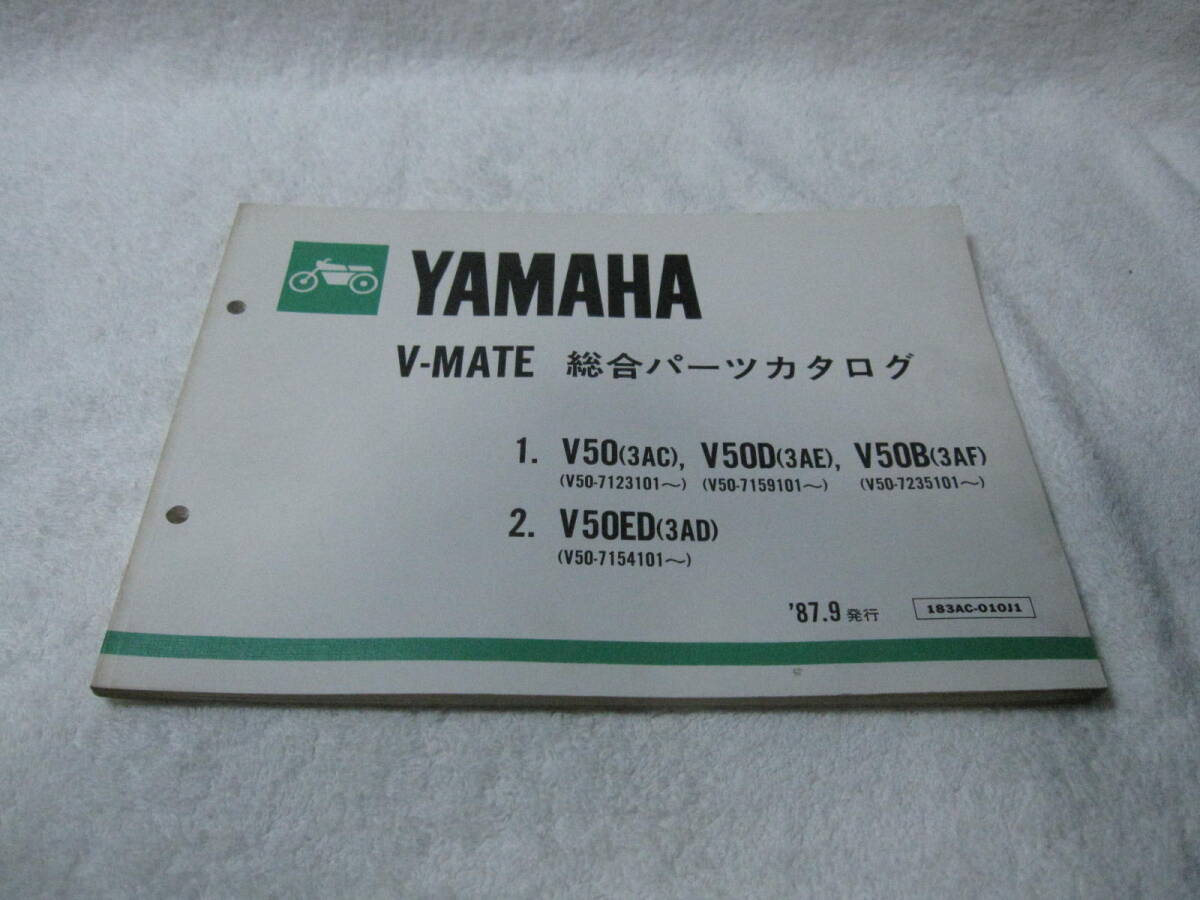 YAMAHA
V-MATE 総合パーツカタログ
1. V50(3AC), V50D(3AE), V50B(3AF)
(V50-7123101〜) (V50-7159101〜) (V50-7235101〜)
2. V50ED(3AD)
(V50-7154101〜)
'87.9発行 183AC-010J1